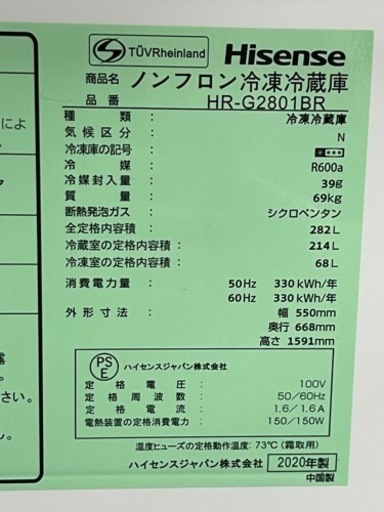 TÜVRheinland Hisense
商品名 ノンフロン冷凍冷蔵庫
品番 HR-G2801BR
種類 : 冷凍冷蔵庫
気候区分 : N
冷凍庫の記号 :
冷媒 : R600a
冷媒封入量: 39g
質量 : 69kg
断熱発泡ガス : シクロペンタン
全定格内容積: 282L
冷蔵室の定格内容積: 214L
冷凍室の定格内容積: 68L
消費電力量: 50Hz 330 kWh/年
60Hz 330 kWh/年
外形寸法: 幅 550mm
奥行 668mm
高さ 1591mm
PSE ハイセンスジャパン株式会社
定格電圧: 100V
定格周波数: 50/60Hz
定格電流: 1.6/1.6A
電熱装置の定格消費電力: 150/150W
温度ヒューズの定格動作温度: 73℃ (霜取用)
ハイセンスジャパン株式会社 2020年製
中国製
によ
露
さい。
い。